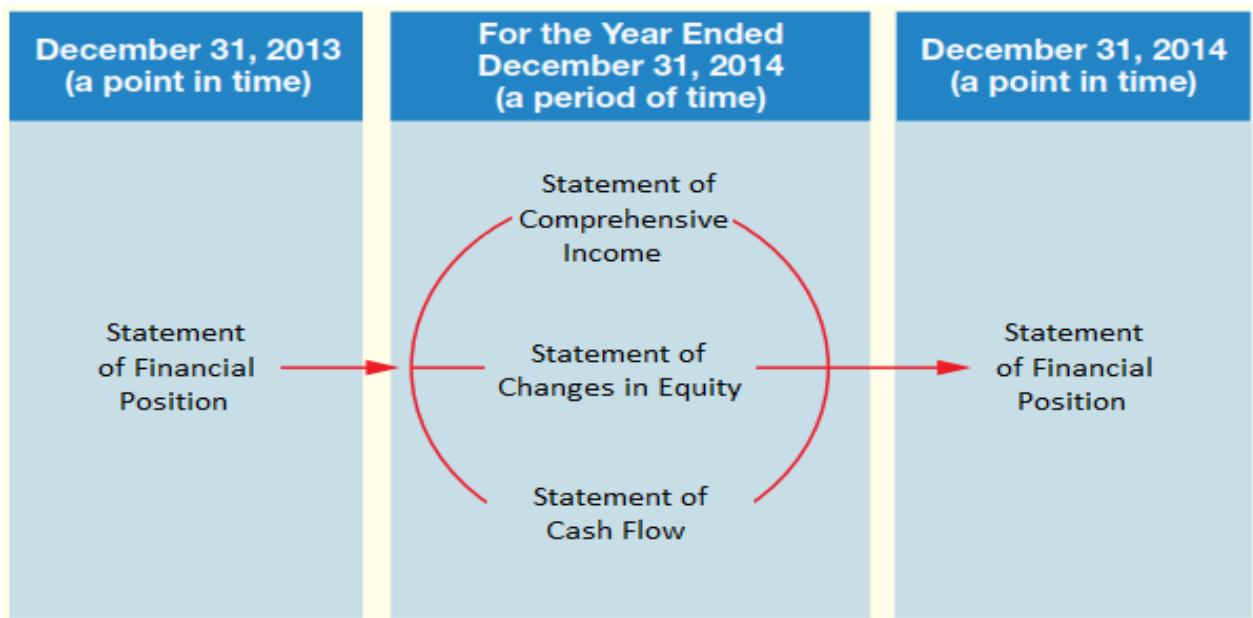 December 31, 2013
(a point in time)
For the Year Ended
December 31, 2014
(a period of time)
December 31, 2014
(a point in time)
Statement
of Financial
Position
Statement of
Comprehensive
Income
Statement of
Changes in Equity
Statement of
Cash Flow
Statement
of Financial
Position